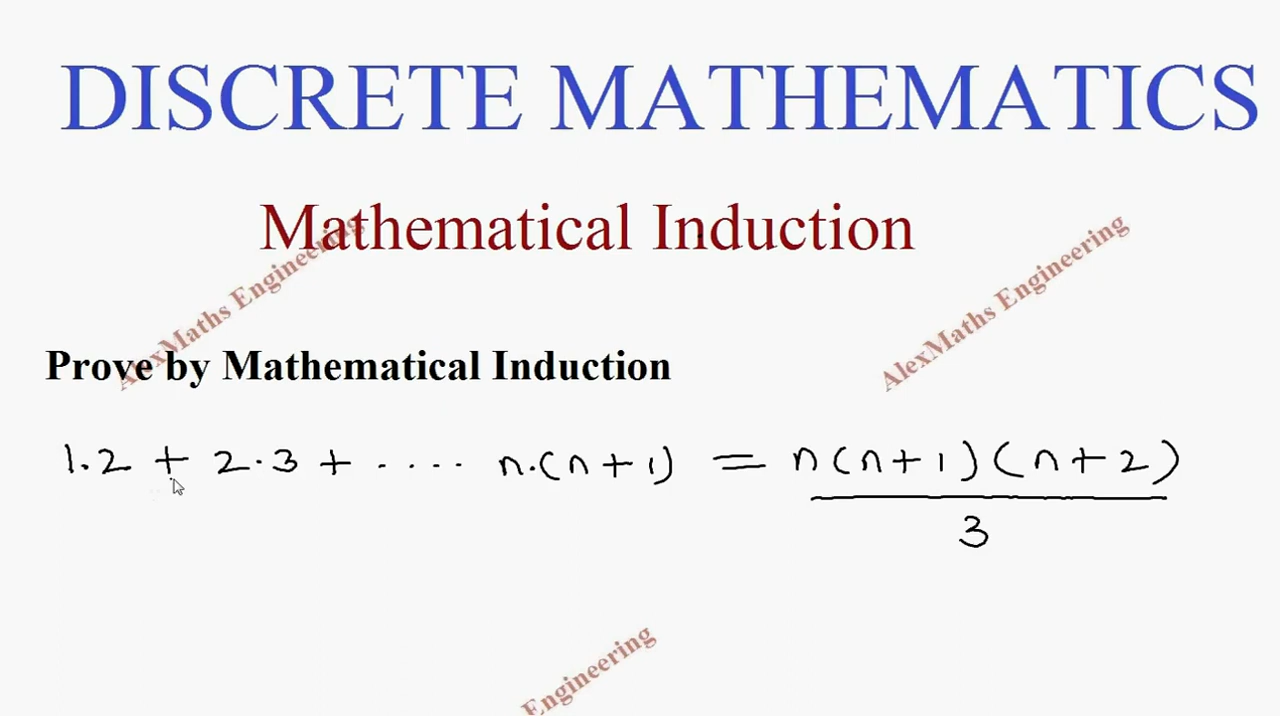 DISCRETE MATHEMATICS
Mathematical Induction
AlexMaths Engineering
AlexMaths Engineering
Prove by Mathematical Induction
1.2 + 2.3 + ···· n.(n+1) = n(n+1)(n+2)
3
Engineering